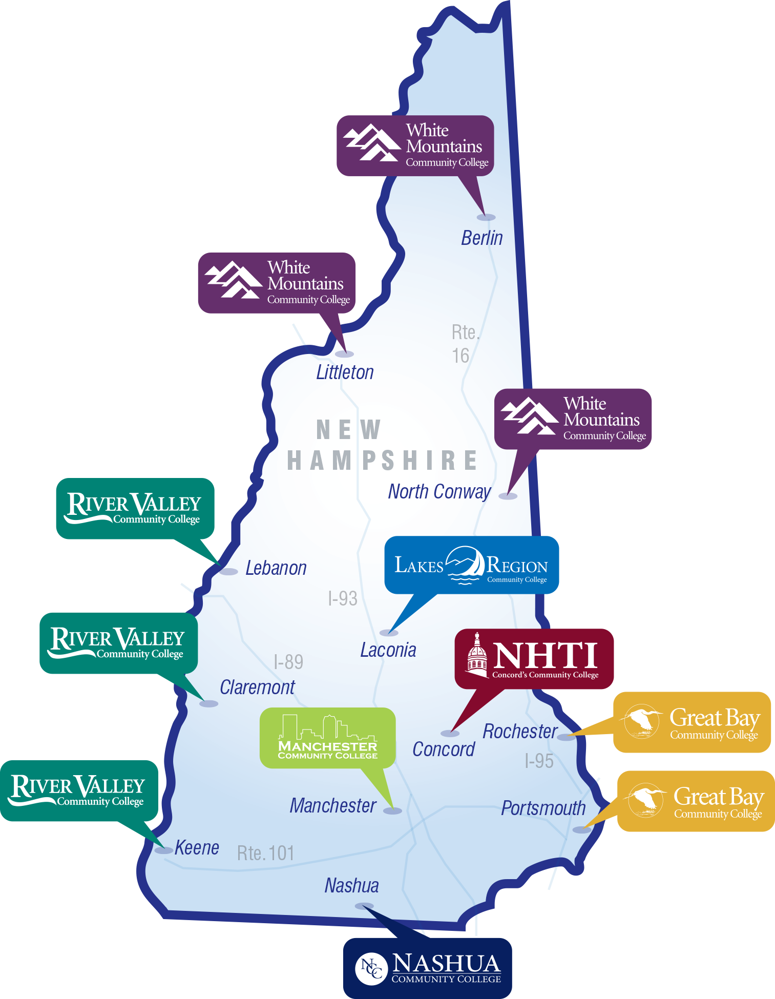 White
Mountains
Community College
Berlin
White
Mountains
Community College
Rte.
16
Littleton
White
Mountains
Community College
NEW
HAMPSHIRE
North Conway
RIVER VALLEY
Community College
LAKES REGION
Community College
Lebanon
I-93
RIVER VALLEY
Community College
Laconia
NHTI
Concord's Community College
I-89
Claremont
Great Bay
Community College
MANCHESTER
COMMUNITY COLLEGE
Rochester
Concord
I-95
RIVER VALLEY
Community College
Great Bay
Community College
Manchester
Portsmouth
Keene
Rte. 101
Nashua
NCC
NASHUA
COMMUNITY COLLEGE